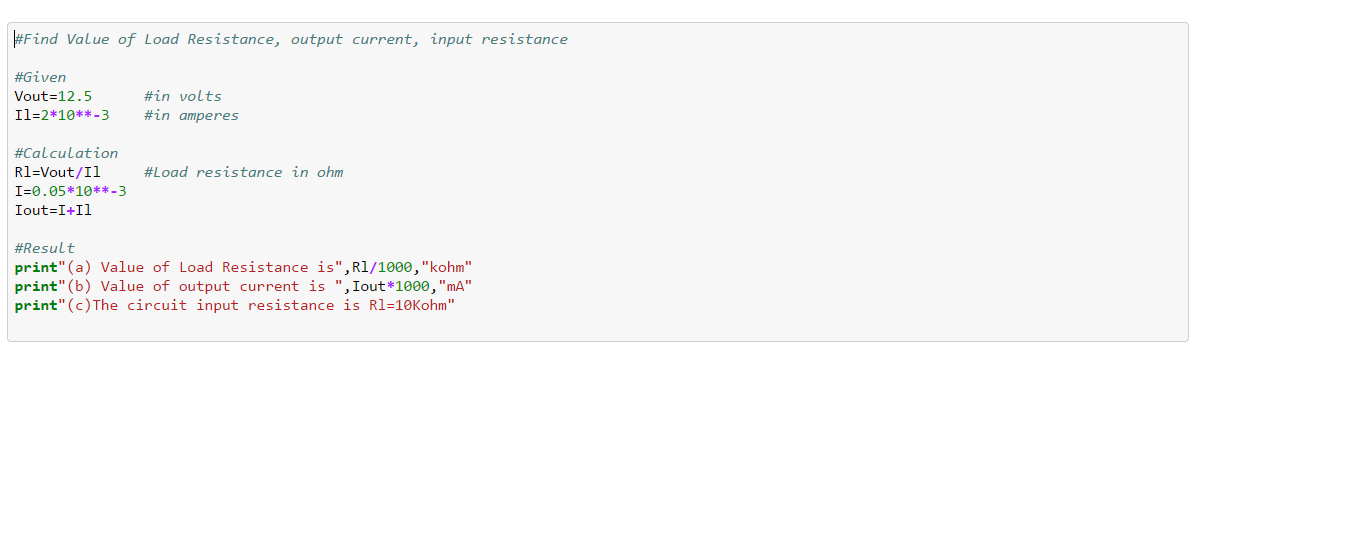 #Find Value of Load Resistance, output current, input resistance
#Given
Vout=12.5      #in volts
Il=2*10**-3    #in amperes
#Calculation
Rl=Vout/Il     #Load resistance in ohm
I=0.05*10**-3
Iout=I+Il
#Result
print"(a) Value of Load Resistance is",Rl/1000,"kohm"
print"(b) Value of output current is ",Iout*1000,"mA"
print"(c)The circuit input resistance is Rl=10Kohm"